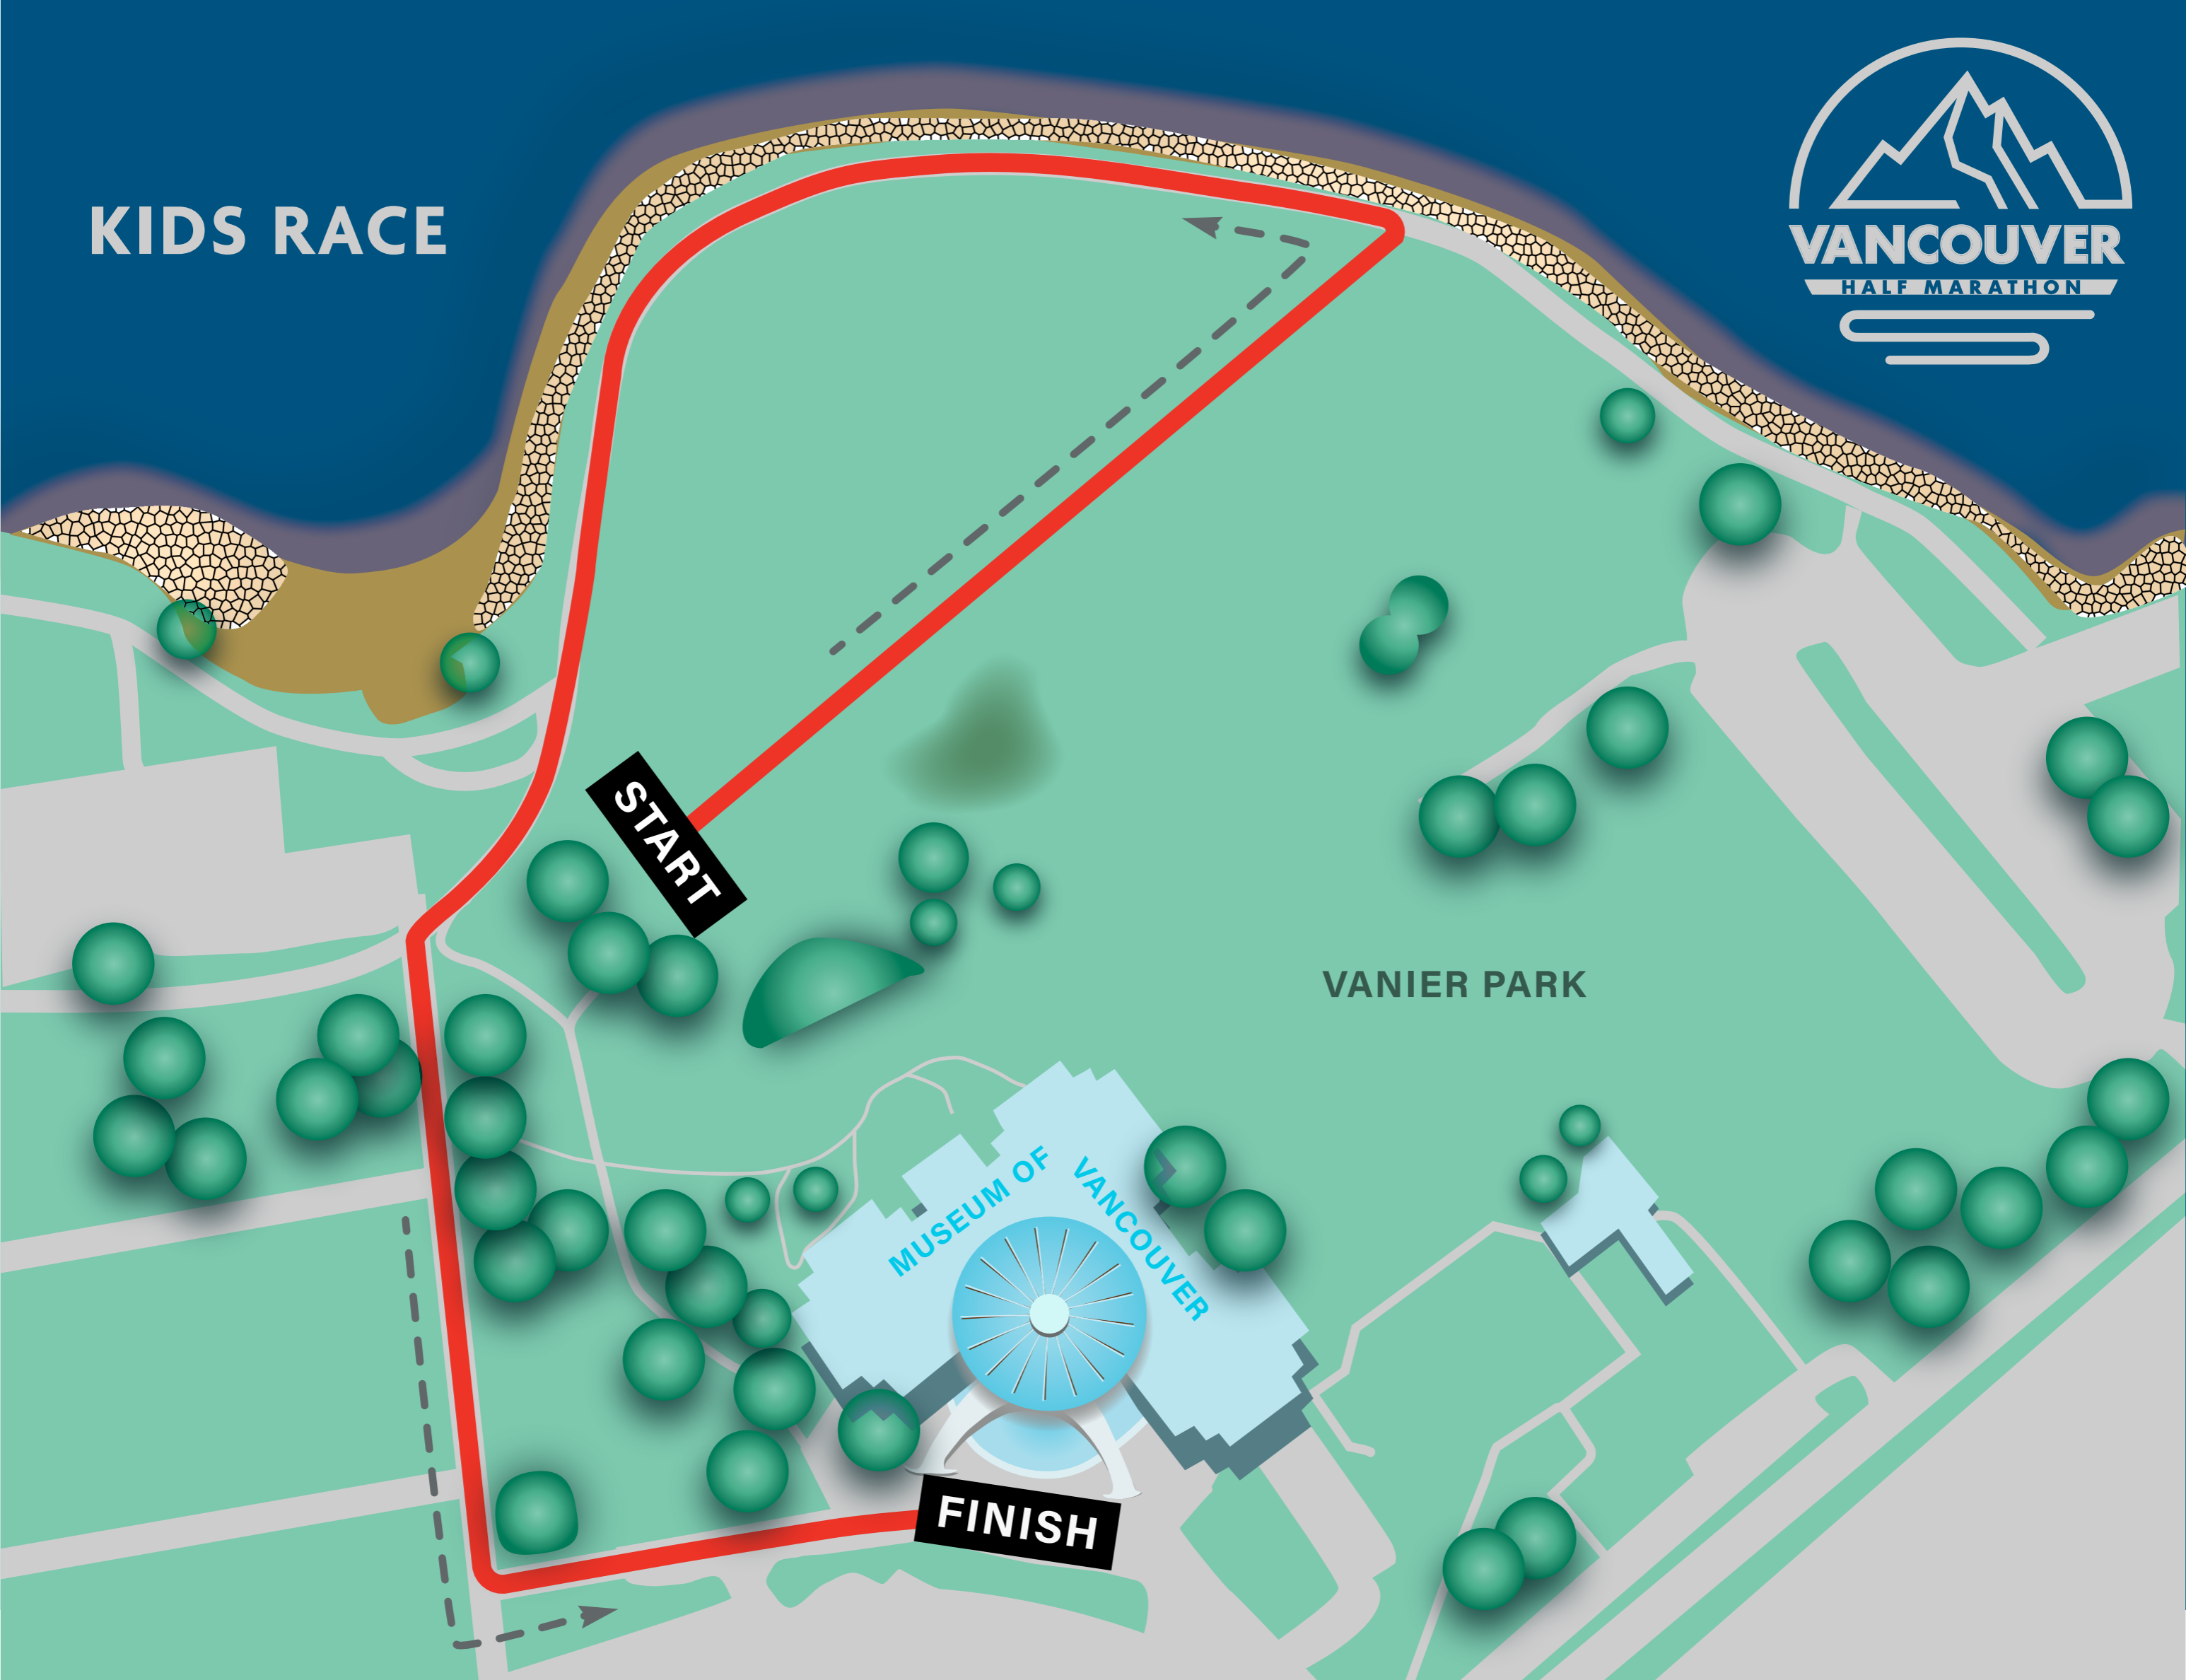 KIDS RACE
VANCOUVER
HALF MARATHON
START
VANIER PARK
MUSEUM OF
VANCOUVER
FINISH